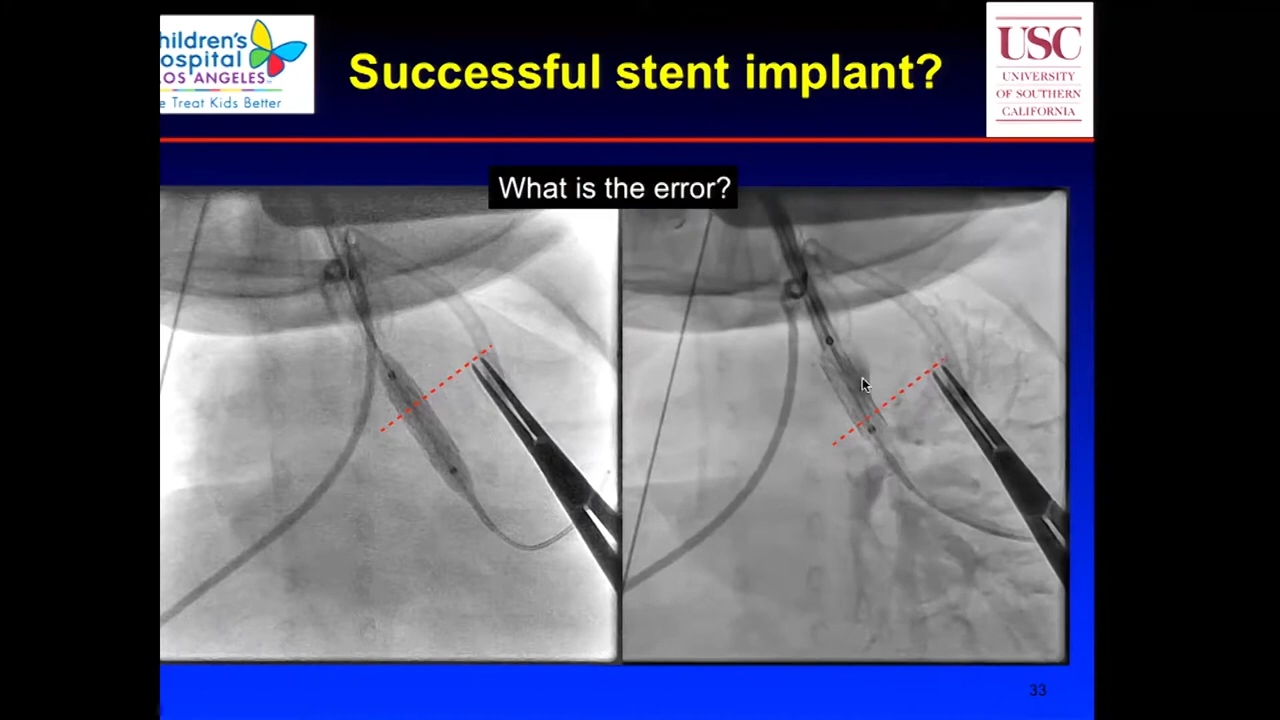 hildren's
ospital
LOS ANGELES
e Treat Kids Better
Successful stent implant?
USC
UNIVERSITY
OF SOUTHERN
CALIFORNIA
What is the error?
33